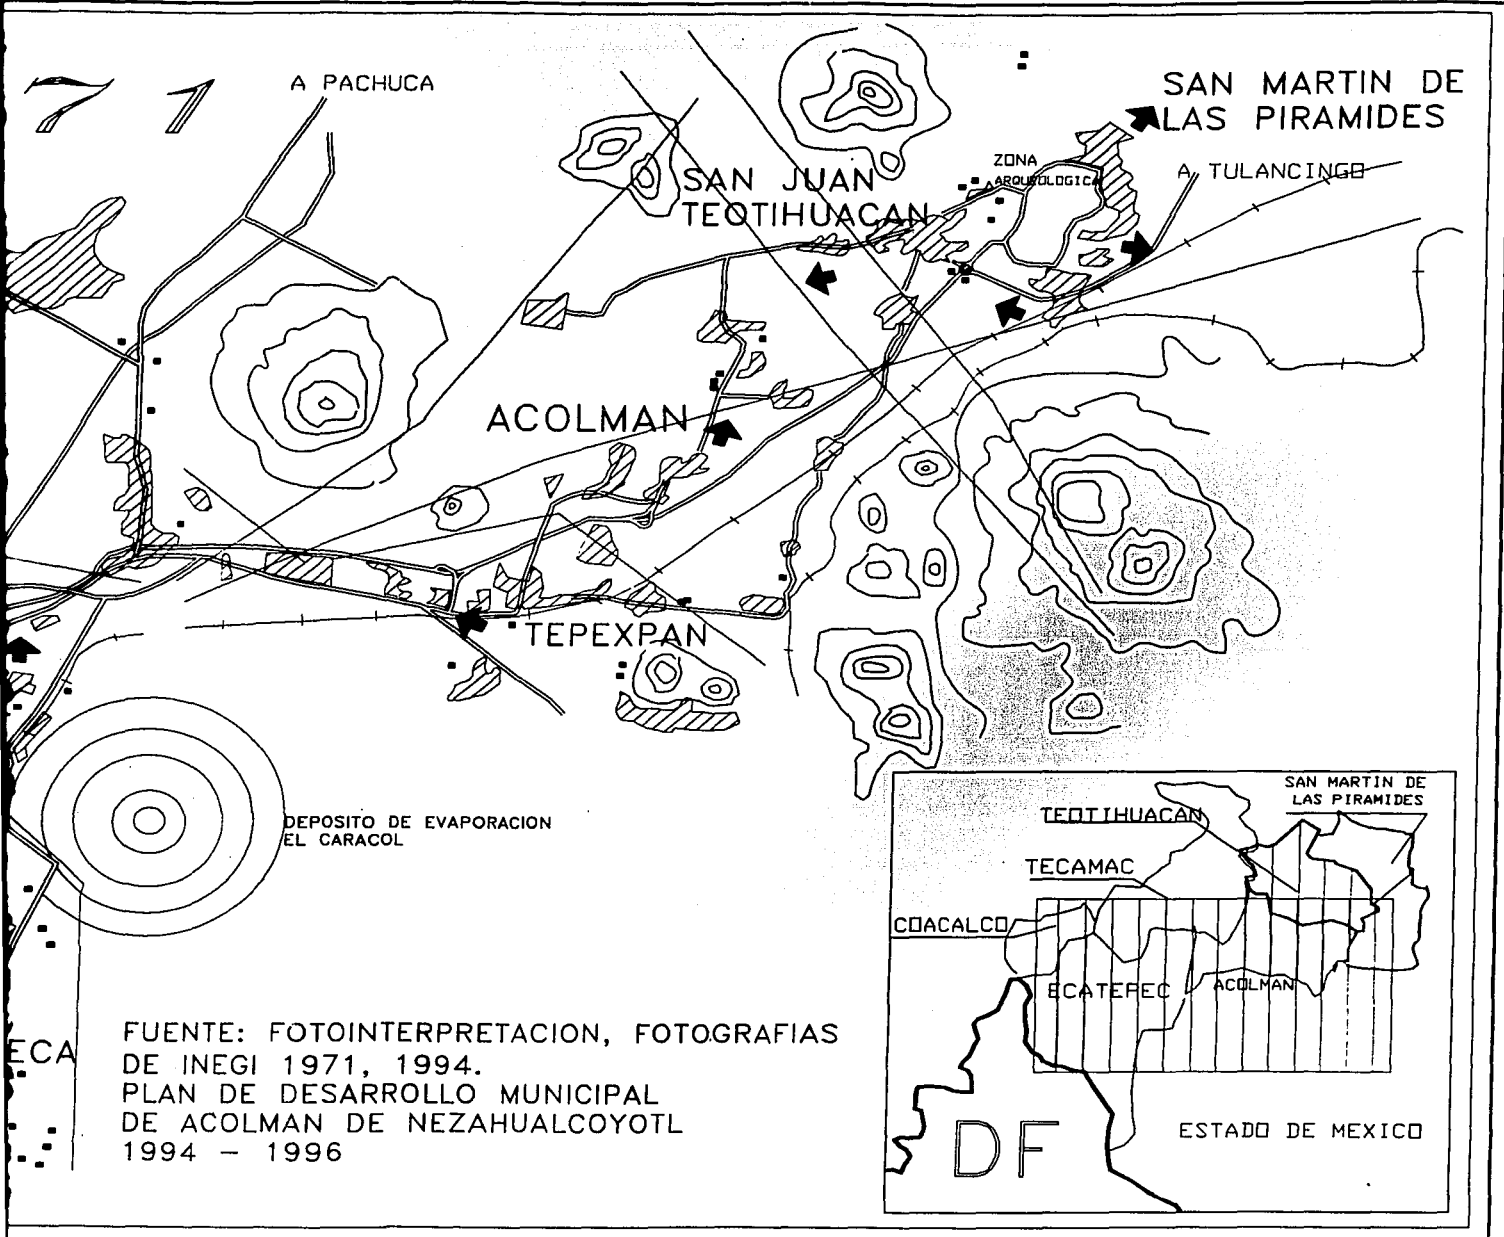 71
A PACHUCA
SAN MARTIN DE
LAS PIRAMIDES
ZONA
ARQUEOLOGICA
A TULANCINGO
SAN JUAN
TEOTIHUACAN
ACOLMAN
TEPEXPAN
DEPOSITO DE EVAPORACION
EL CARACOL
ECA
FUENTE: FOTOINTERPRETACION, FOTOGRAFIAS
DE INEGI 1971, 1994.
PLAN DE DESARROLLO MUNICIPAL
DE ACOLMAN DE NEZAHUALCOYOTL
1994 - 1996
SAN MARTIN DE
LAS PIRAMIDES
TEOTIHUACAN
TECAMAC
COACALCO
ECATEPEC
ACOLMAN
DF
ESTADO DE MEXICO